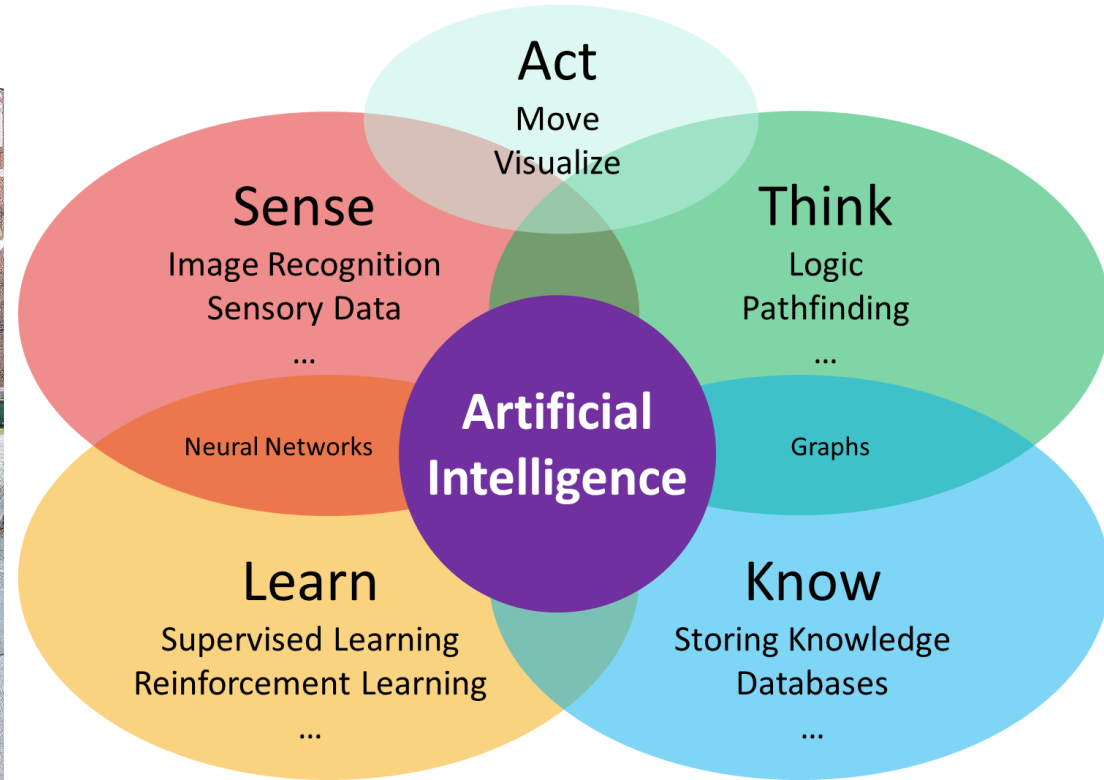 Act
Move
Visualize
Sense
Image Recognition
Sensory Data
...
Think
Logic
Pathfinding
...
Neural Networks
Artificial
Intelligence
Graphs
Learn
Supervised Learning
Reinforcement Learning
...
Know
Storing Knowledge
Databases
...